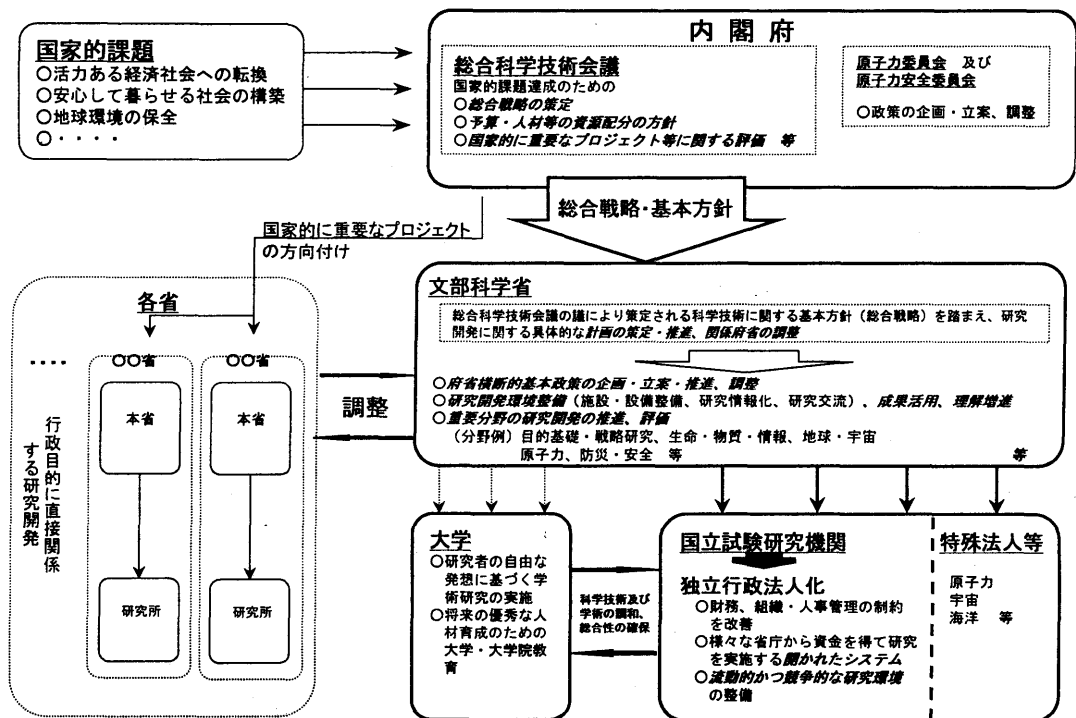 国家的課題
○活力ある経済社会への転換
○安心して暮らせる社会の構築
○地球環境の保全
○・・・・
内閣府
総合科学技術会議
国家的課題達成のための
○総合戦略の策定
○予算・人材等の資源配分の方針
○国家的に重要なプロジェクト等に関する評価　等
原子力委員会　及び
原子力安全委員会
○政策の企画・立案、調整
総合戦略・基本方針
国家的に重要なプロジェクト
の方向付け
各省
・・・・
○○省
○○省
本省
本省
研究所
研究所
行政目的に直接関係
する研究開発
調整
文部科学省
総合科学技術会議の議により策定される科学技術に関する基本方針（総合戦略）を踏まえ、研究
開発に関する具体的な計画の策定・推進、関係府省の調整
○府省横断的基本政策の企画・立案・推進、調整
○研究開発環境整備（施設・設備整備、研究情報化、研究交流）、成果活用、理解増進
○重要分野の研究開発の推進、評価
（分野例）目的基礎・戦略研究、生命・物質・情報、地球・宇宙
原子力、防災・安全　等
等
大学
○研究者の自由な
発想に基づく学
術研究の実施
○将来の優秀な人
材育成のための
大学・大学院教
育
科学技術及び
学術の調和、
総合性の確保
国立試験研究機関
独立行政法人化
○財務、組織・人事管理の制約
を改善
○様々な省庁から資金を得て研究
を実施する開かれたシステム
○流動的かつ競争的な研究環境
の整備
特殊法人等
原子力
宇宙
海洋　等